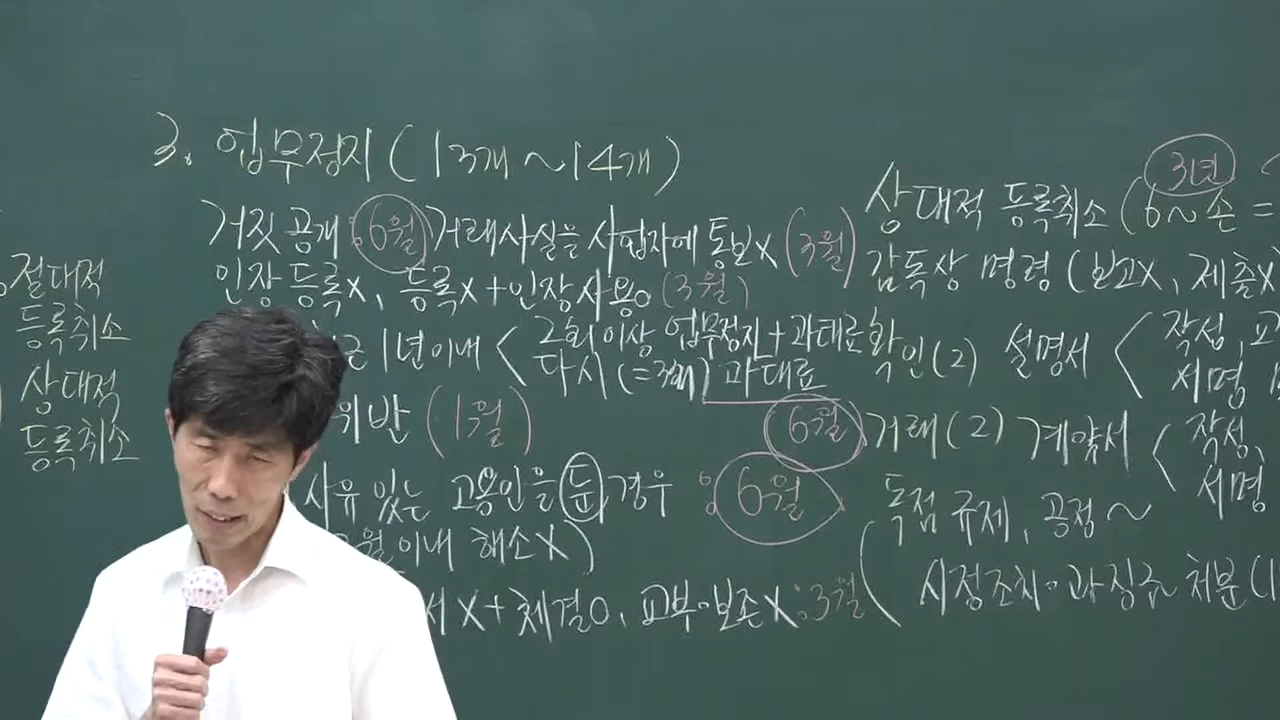 절대적
등록취소
상대적
등록취소
3. 업무정지 (13개~14개)
거짓 공개 : 6월 거래사실을 사업자에 통보X (3월)
인장 등록X, 등록X+인장사용o (3월)
근 1년이내 < 2회이상 업무정지+과태료
다시 (=3회) 과태료
6월
위반 (1월)
사유 있는 고용인을 둔 경우 : 6월
월이내 해소X)
서X+체결o, 교부·보존X:3월
3년
상대적 등록취소 (6~손 =
감독상 명령 (보고X, 제출X
확인(2) 설명서 < 작성, 교
서명
거래(2) 계약서 < 작성,
서명
독점 규제, 공정~
(시정조치·과징금 처분(1